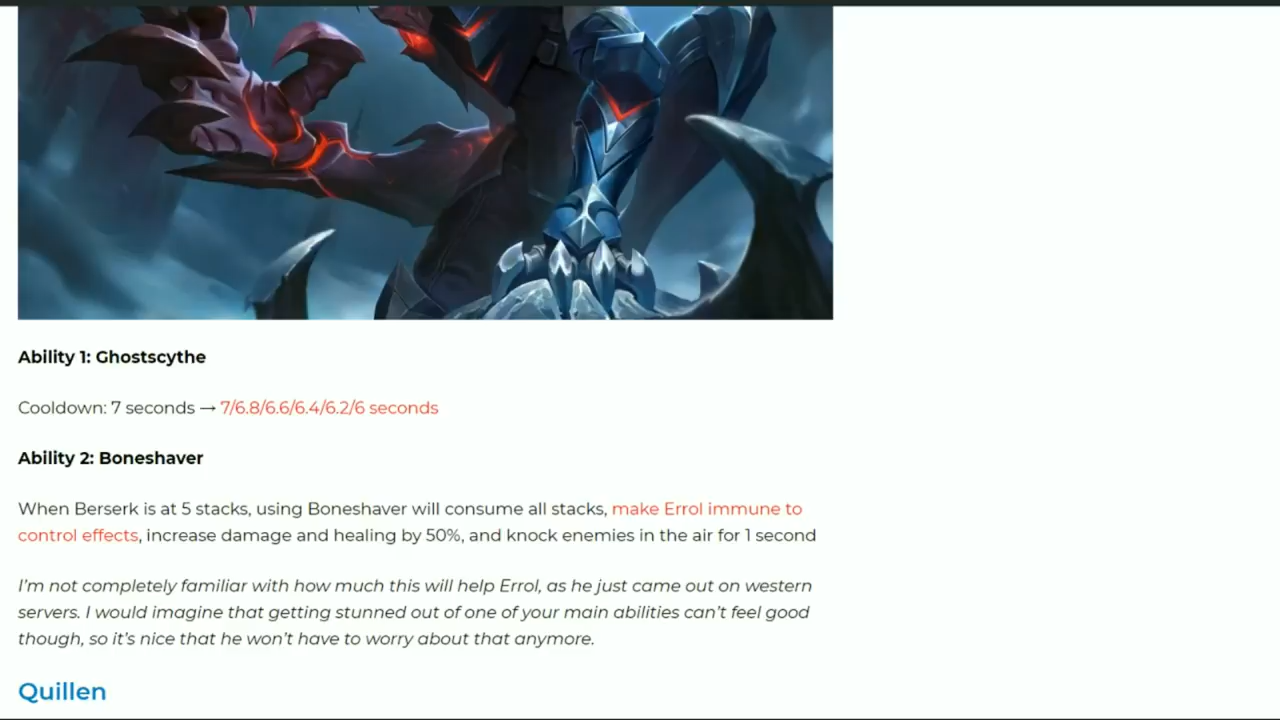 Ability 1: Ghostscythe
Cooldown: 7 seconds → 7/6.8/6.6/6.4/6.2/6 seconds
Ability 2: Boneshaver
When Berserk is at 5 stacks, using Boneshaver will consume all stacks, make Errol immune to
control effects, increase damage and healing by 50%, and knock enemies in the air for 1 second
I'm not completely familiar with how much this will help Errol, as he just came out on western
servers. I would imagine that getting stunned out of one of your main abilities can't feel good
though, so it's nice that he won't have to worry about that anymore.
Quillen